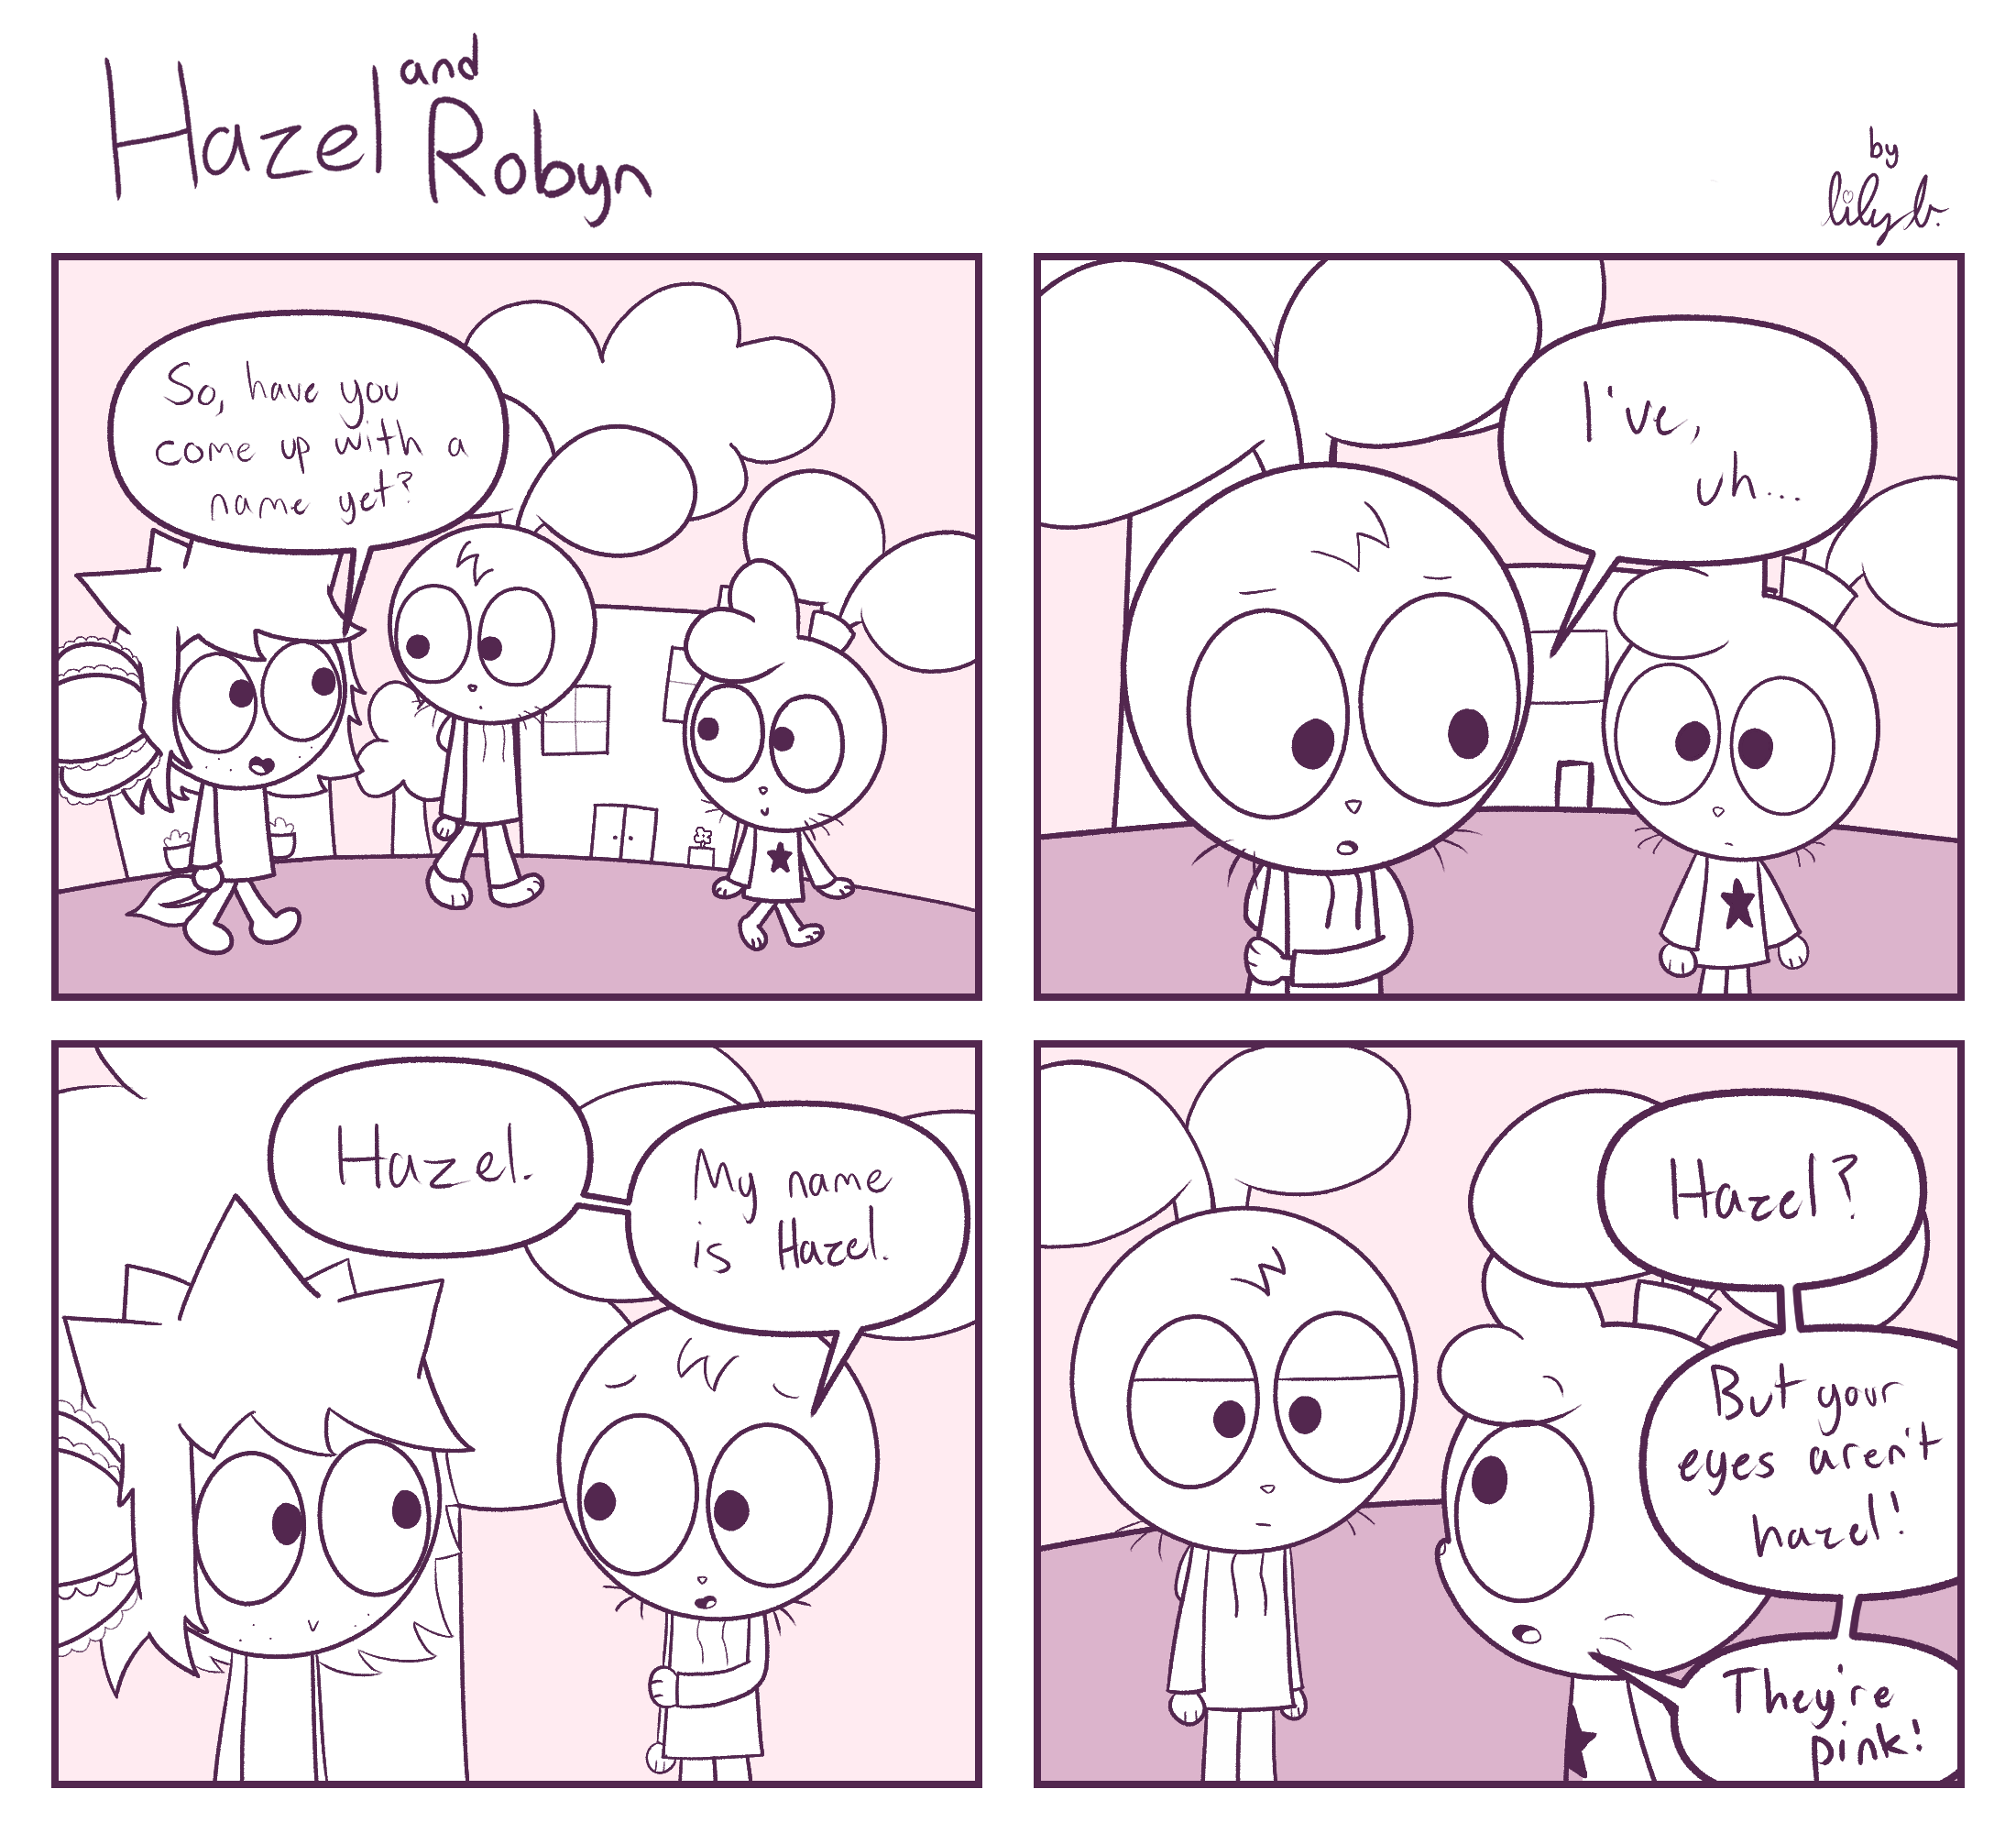 Hazel and Robyn
by
lily b.
So, have you
come up with a
name yet?
I've,
uh...
Hazel.
My name
is Hazel.
Hazel?
But your
eyes aren't
hazel!
They're
pink!